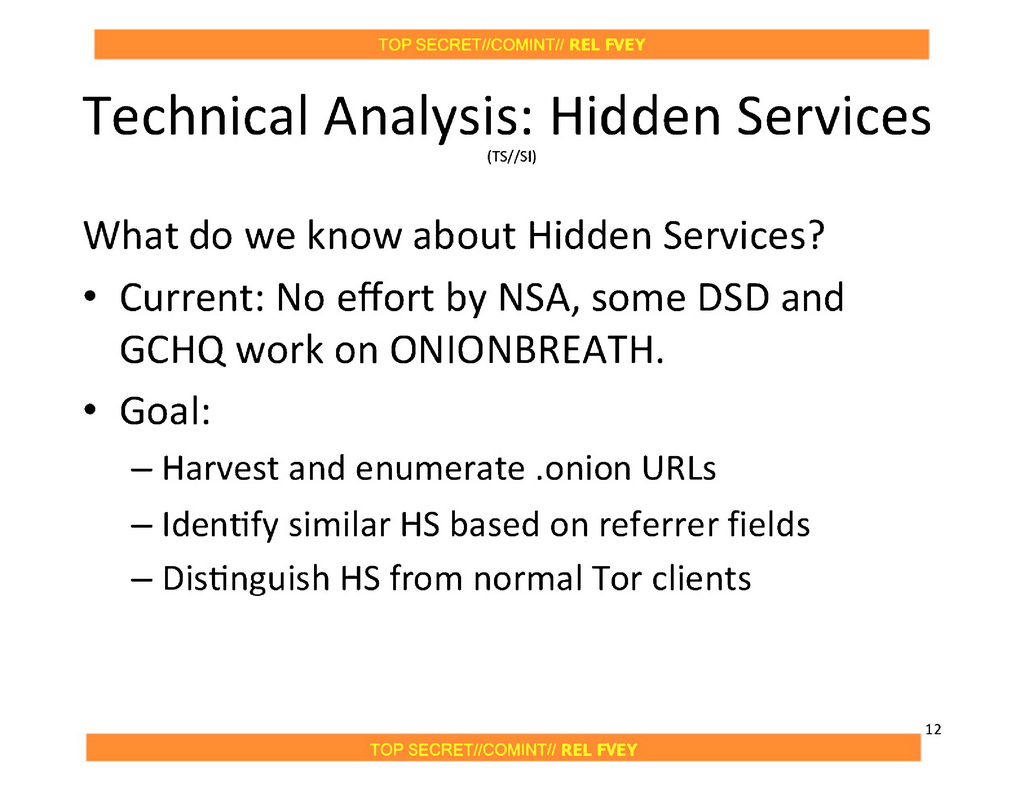 TOP SECRET//COMINT// REL FVEY
Technical Analysis: Hidden Services
(TS//SI)
What do we know about Hidden Services?
• Current: No effort by NSA, some DSD and
GCHQ work on ONIONBREATH.
• Goal:
– Harvest and enumerate .onion URLs
– Identify similar HS based on referrer fields
– Distinguish HS from normal Tor clients
12
TOP SECRET//COMINT// REL FVEY